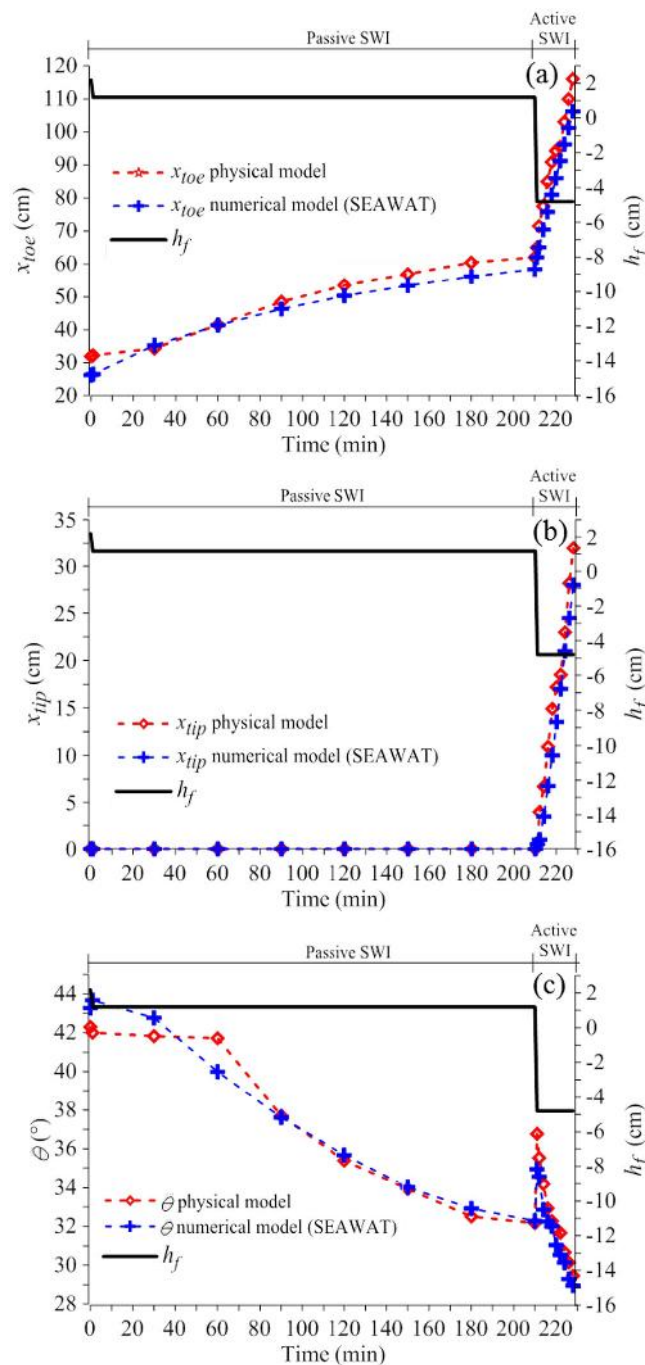 Passive SWI
Active
SWI
(a)
120
110
100
90
80
70
60
50
40
30
20
x_toe (cm)
x_toe physical model
x_toe numerical model (SEAWAT)
h_f
2
0
-2
-4
-6
-8
-10
-12
-14
-16
h_f (cm)
0 20 40 60 80 100 120 140 160 180 200 220
Time (min)
Passive SWI
Active
SWI
(b)
35
30
25
20
15
10
5
0
x_tip (cm)
x_tip physical model
x_tip numerical model (SEAWAT)
h_f
2
0
-2
-4
-6
-8
-10
-12
-14
-16
h_f (cm)
0 20 40 60 80 100 120 140 160 180 200 220
Time (min)
Passive SWI
Active
SWI
(c)
44
42
40
38
36
34
32
30
28
θ (°)
θ physical model
θ numerical model (SEAWAT)
h_f
2
0
-2
-4
-6
-8
-10
-12
-14
-16
h_f (cm)
0 20 40 60 80 100 120 140 160 180 200 220
Time (min)